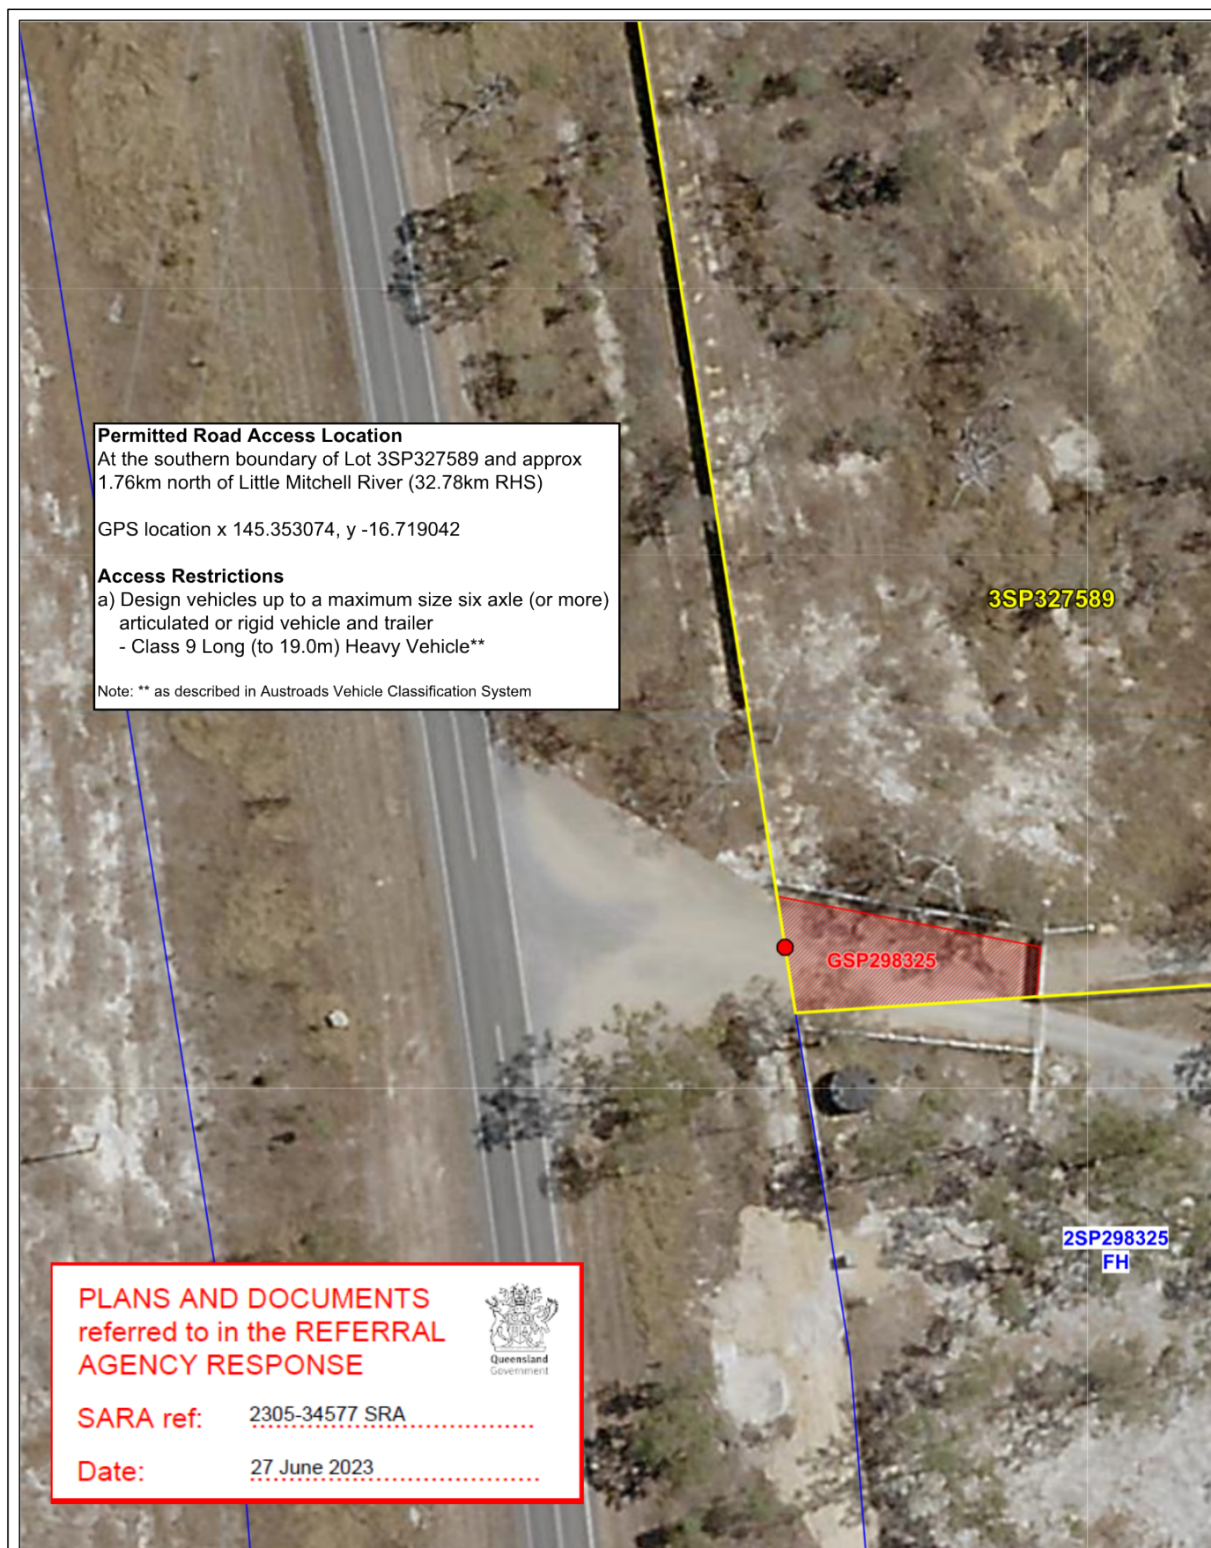 Permitted Road Access Location
At the southern boundary of Lot 3SP327589 and approx
1.76km north of Little Mitchell River (32.78km RHS)
GPS location x 145.353074, y -16.719042
Access Restrictions
a) Design vehicles up to a maximum size six axle (or more)
articulated or rigid vehicle and trailer
- Class 9 Long (to 19.0m) Heavy Vehicle**
Note: ** as described in Austroads Vehicle Classification System
3SP327589
GSP298325
2SP298325
FH
PLANS AND DOCUMENTS
referred to in the REFERRAL
AGENCY RESPONSE
Queensland
Government
SARA ref: 2305-34577 SRA
Date: 27 June 2023